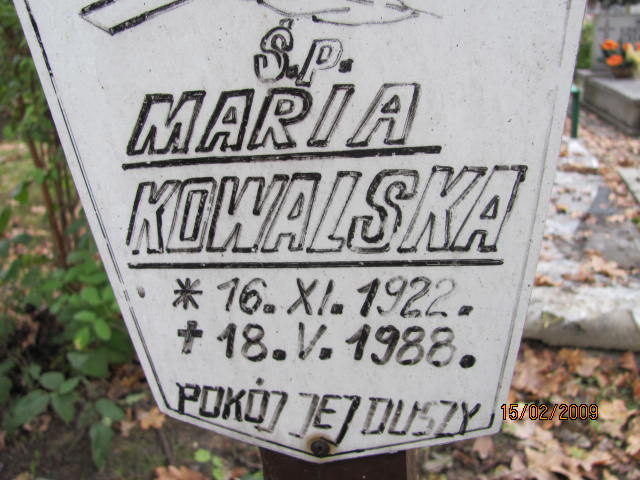 Ś.P.
MARIA
KOWALSKA
* 16. XI. 1922.
✝ 18. V. 1988.
POKÓJ JEJ DUSZY
15/02/2009